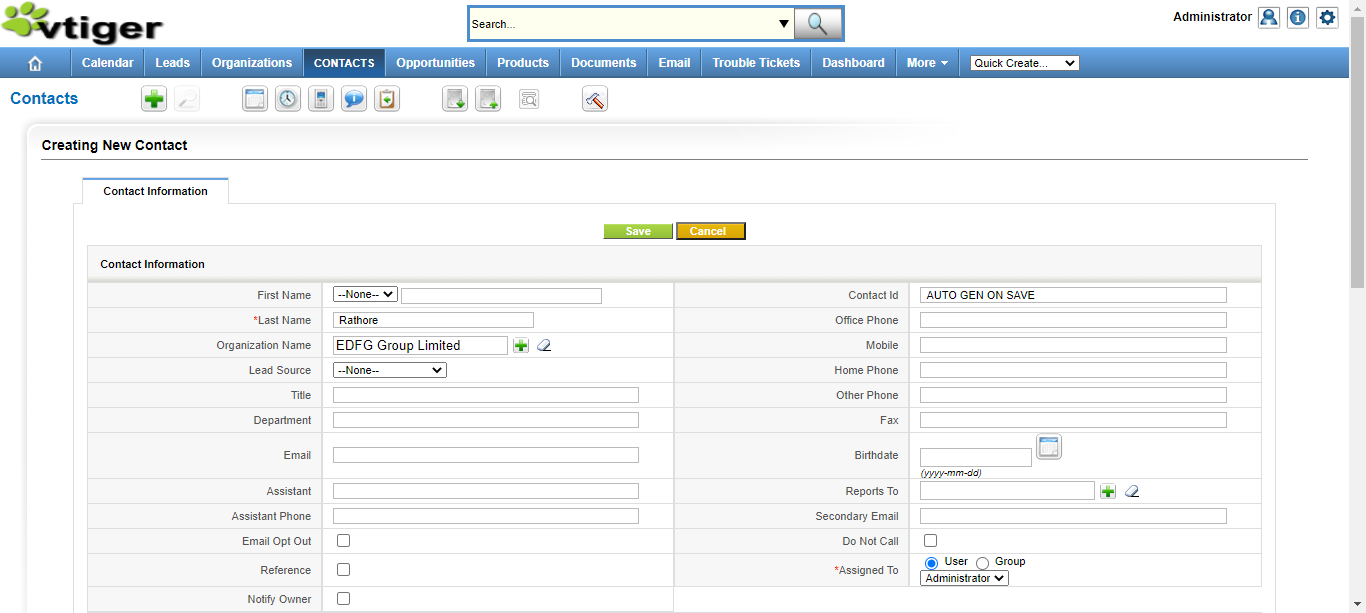 vtiger
Search...
Administrator
Calendar Leads Organizations CONTACTS Opportunities Products Documents Email Trouble Tickets Dashboard More Quick Create...
Contacts
Creating New Contact
Contact Information
Save Cancel
Contact Information
First Name --None-- Contact Id AUTO GEN ON SAVE
*Last Name Rathore Office Phone
Organization Name EDFG Group Limited Mobile
Lead Source --None-- Home Phone
Title Other Phone
Department Fax
Email Birthdate
(yyyy-mm-dd)
Assistant Reports To
Assistant Phone Secondary Email
Email Opt Out Do Not Call
Reference *Assigned To User Group
Administrator
Notify Owner